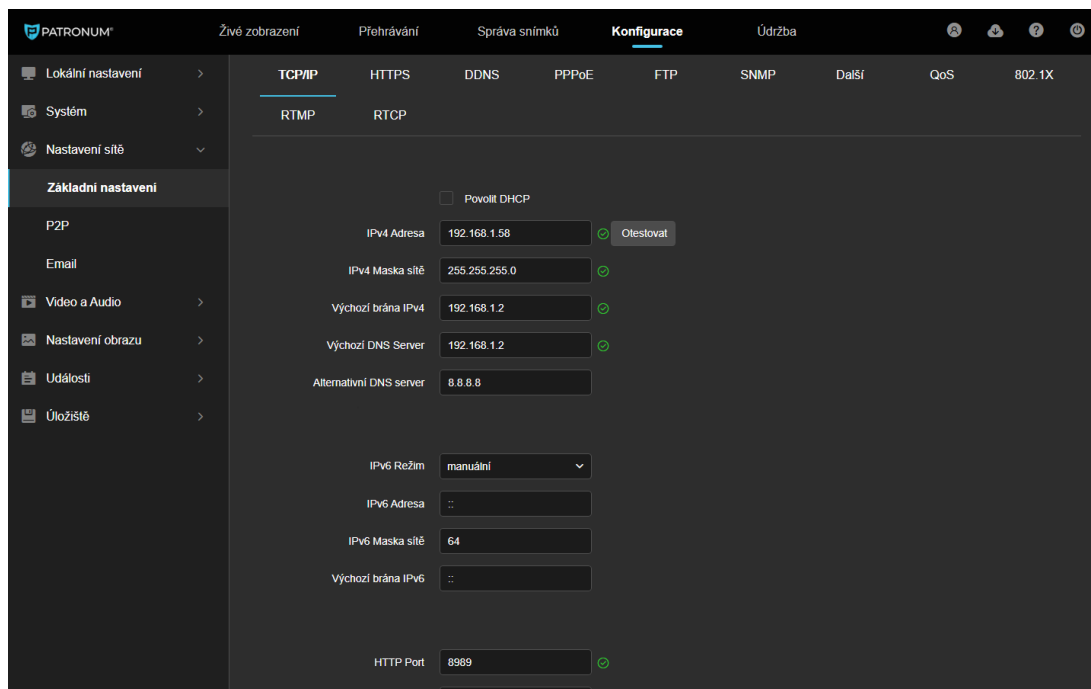 PATRONUM®
Živé zobrazení
Přehrávání
Správa snímků
Konfigurace
Údržba
Lokální nastavení
Systém
Nastavení sítě
Základní nastavení
P2P
Email
Video a Audio
Nastavení obrazu
Události
Úložiště
TCP/IP
HTTPS
DDNS
PPPoE
FTP
SNMP
Další
QoS
802.1X
RTMP
RTCP
Povolit DHCP
IPv4 Adresa 192.168.1.58 Otestovat
IPv4 Maska sítě 255.255.255.0
Výchozí brána IPv4 192.168.1.2
Výchozí DNS Server 192.168.1.2
Alternativní DNS server 8.8.8.8
IPv6 Režim manuální
IPv6 Adresa ::
IPv6 Maska sítě 64
Výchozí brána IPv6 ::
HTTP Port 8989